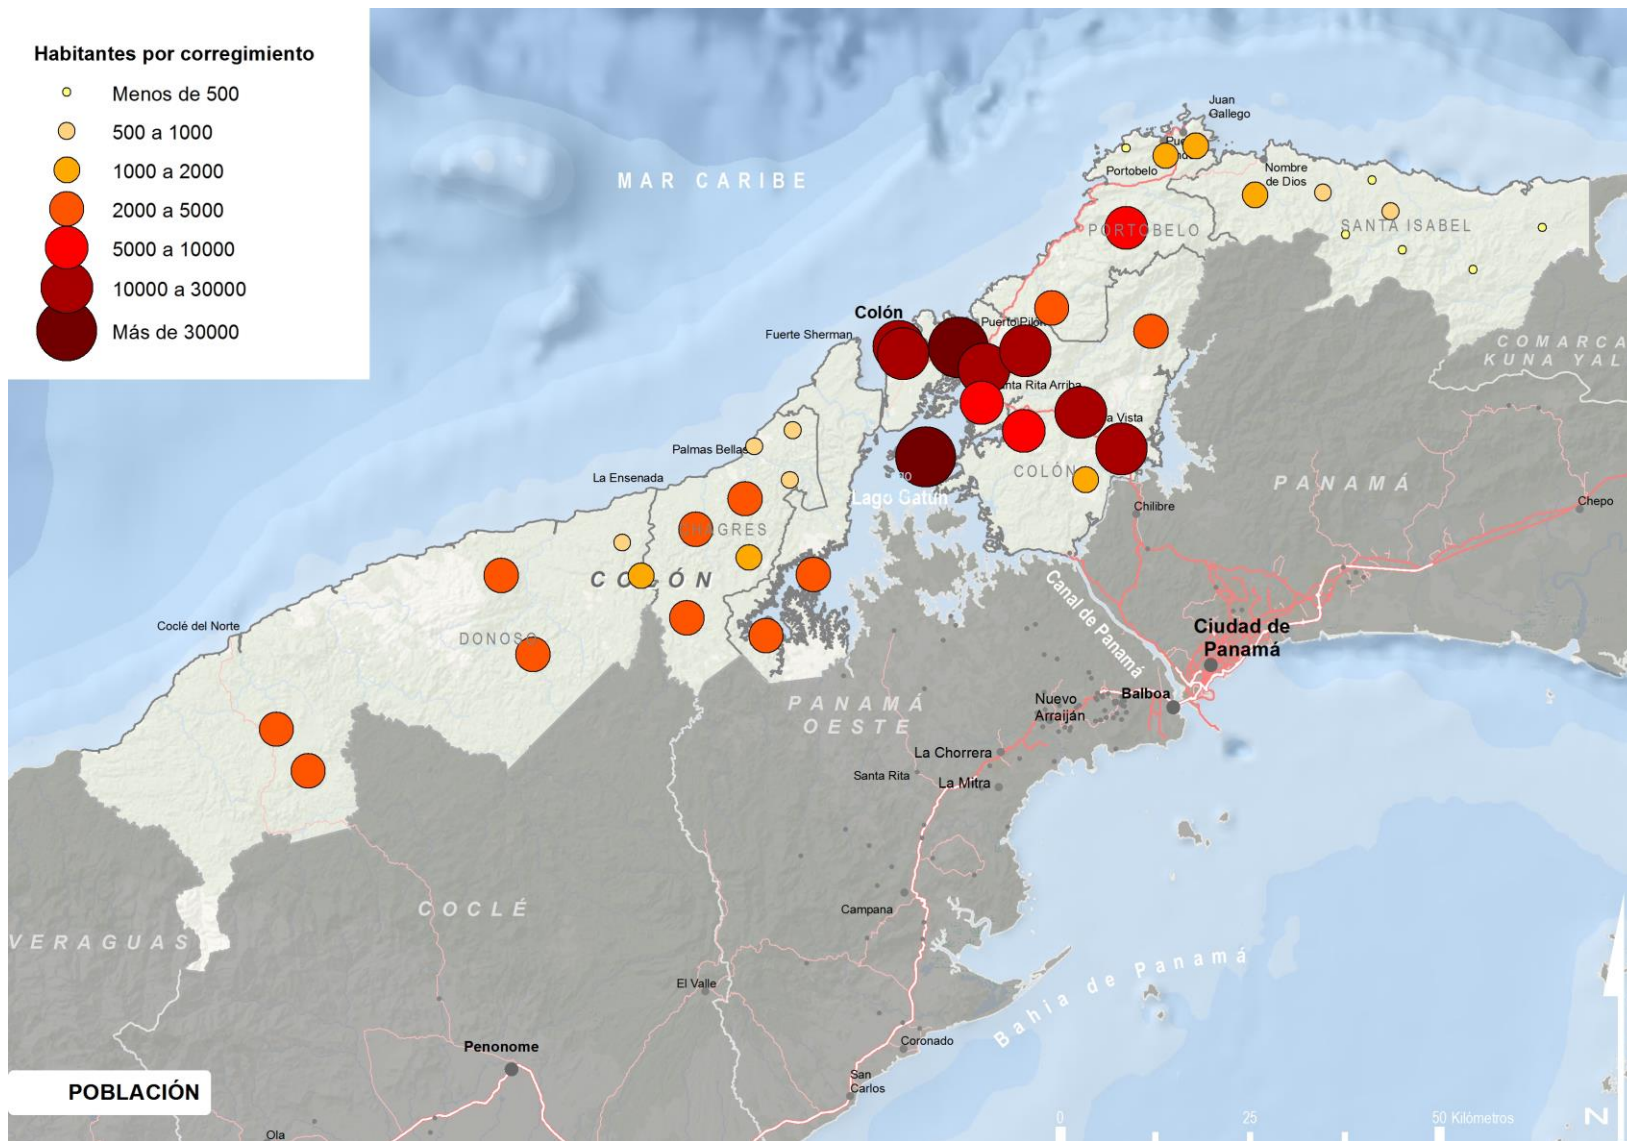 Habitantes por corregimiento
Menos de 500
500 a 1000
1000 a 2000
2000 a 5000
5000 a 10000
10000 a 30000
Más de 30000
MAR CARIBE
Juan
Gallego
Portobelo
Nombre
de Dios
PORTOBELO
SANTA ISABEL
Colón
Fuerte Sherman
Puerto Pilón
COMARCA
KUNA YAL
Santa Rita Arriba
Vista
Palmas Bellas
La Ensenada
COLÓN
Lago Gatún
PANAMÁ
Chilibre
Chepo
CHAGRES
COLÓN
Canal de Panamá
Coclé del Norte
DONOSO
Ciudad de
Panamá
PANAMÁ
OESTE
Nuevo
Arraiján
Balboa
La Chorrera
Santa Rita
La Mitra
COCLÉ
Campana
VERAGUAS
Bahia de Panamá
El Valle
Penonome
Coronado
San
Carlos
POBLACIÓN
Ola
0 25 50 Kilómetros
N